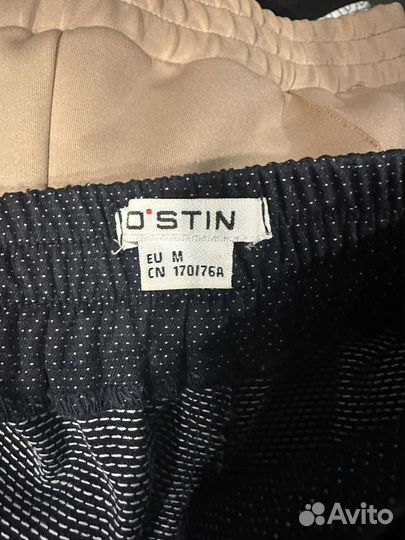 O'STIN
EU M
CN 170/76A
Avito